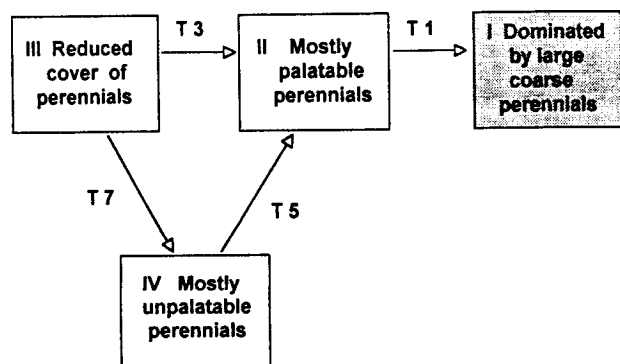 III Reduced
cover of
perennials
T 3
II Mostly
palatable
perennials
T 1
I Dominated
by large
coarse
perennials
T 7
T 5
IV Mostly
unpalatable
perennials